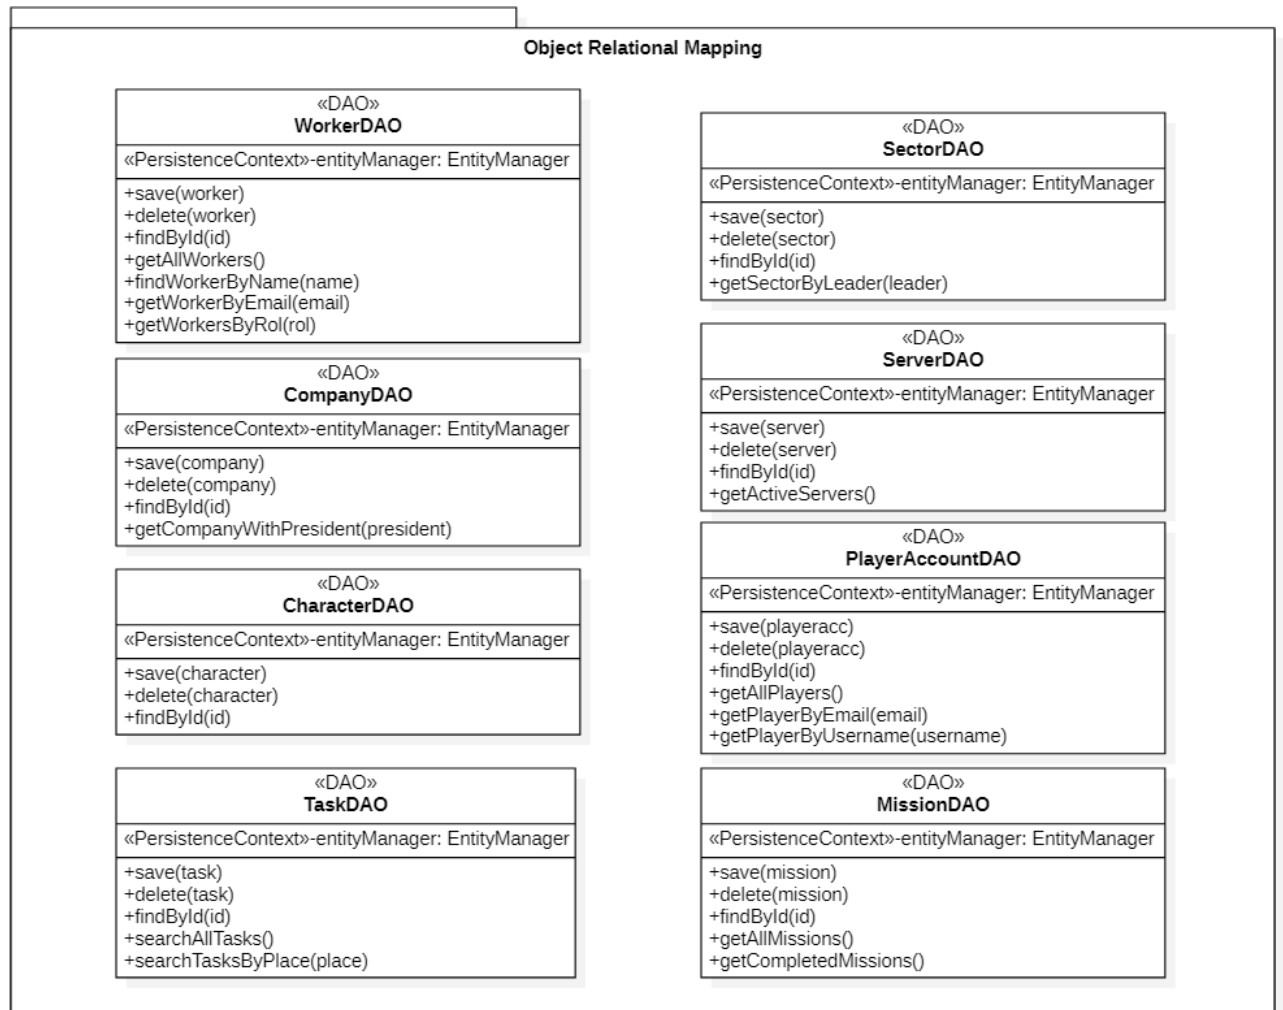 Object Relational Mapping
«DAO»
WorkerDAO
«PersistenceContext»-entityManager: EntityManager
+save(worker)
+delete(worker)
+findById(id)
+getAllWorkers()
+findWorkerByName(name)
+getWorkerByEmail(email)
+getWorkersByRol(rol)
«DAO»
CompanyDAO
«PersistenceContext»-entityManager: EntityManager
+save(company)
+delete(company)
+findById(id)
+getCompanyWithPresident(president)
«DAO»
CharacterDAO
«PersistenceContext»-entityManager: EntityManager
+save(character)
+delete(character)
+findById(id)
«DAO»
TaskDAO
«PersistenceContext»-entityManager: EntityManager
+save(task)
+delete(task)
+findById(id)
+searchAllTasks()
+searchTasksByPlace(place)
«DAO»
SectorDAO
«PersistenceContext»-entityManager: EntityManager
+save(sector)
+delete(sector)
+findById(id)
+getSectorByLeader(leader)
«DAO»
ServerDAO
«PersistenceContext»-entityManager: EntityManager
+save(server)
+delete(server)
+findById(id)
+getActiveServers()
«DAO»
PlayerAccountDAO
«PersistenceContext»-entityManager: EntityManager
+save(playeracc)
+delete(playeracc)
+findById(id)
+getAllPlayers()
+getPlayerByEmail(email)
+getPlayerByUsername(username)
«DAO»
MissionDAO
«PersistenceContext»-entityManager: EntityManager
+save(mission)
+delete(mission)
+findById(id)
+getAllMissions()
+getCompletedMissions()